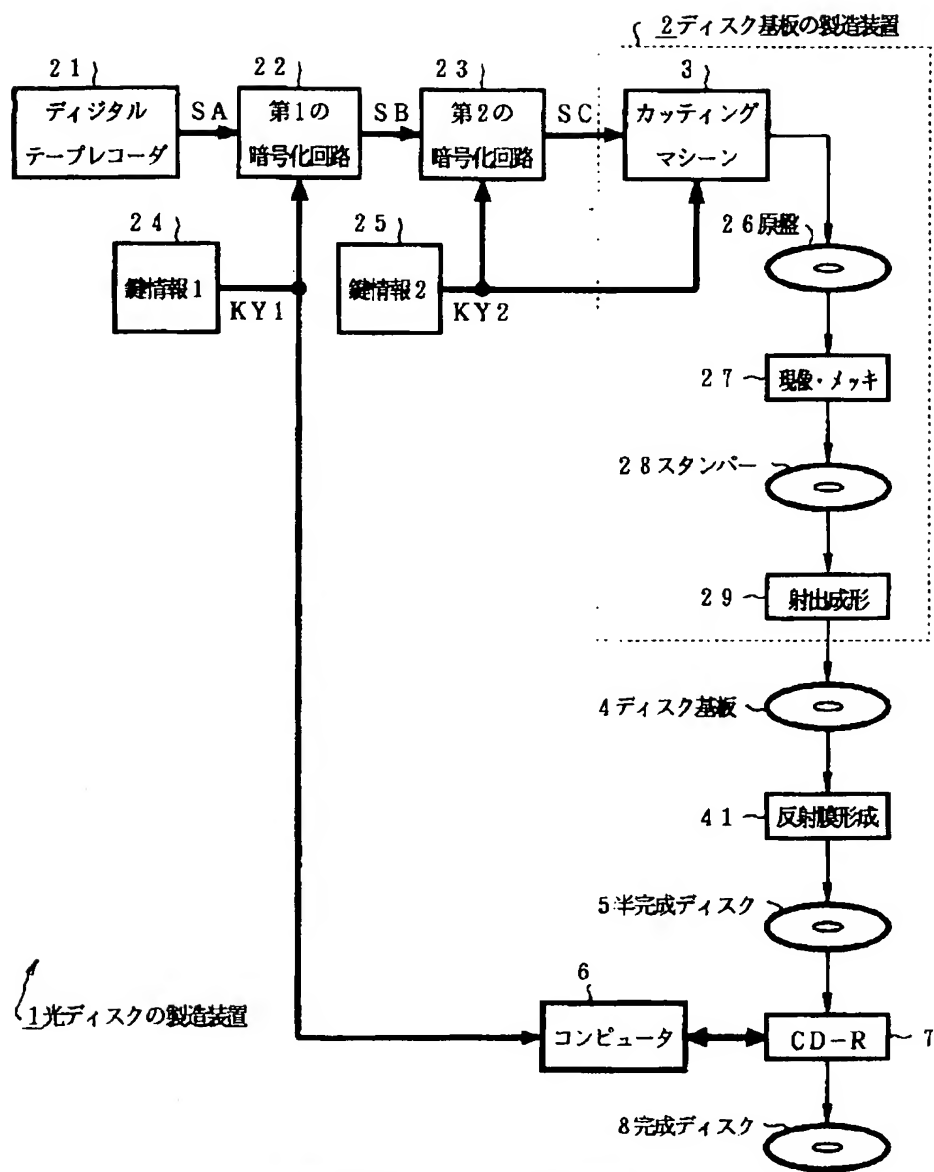 2ディスク基板の製造装置
21
22
23
3
ディジタル
テープレコーダ
SA
第1の
暗号化回路
SB
第2の
暗号化回路
SC
カッティング
マシーン
24
25
26原盤
鍵情報1
KY1
鍵情報2
KY2
27
現像・メッキ
28スタンパー
29
射出成形
4ディスク基板
41
反射膜形成
5半完成ディスク
6
1光ディスクの製造装置
コンピュータ
CD-R
7
8完成ディスク